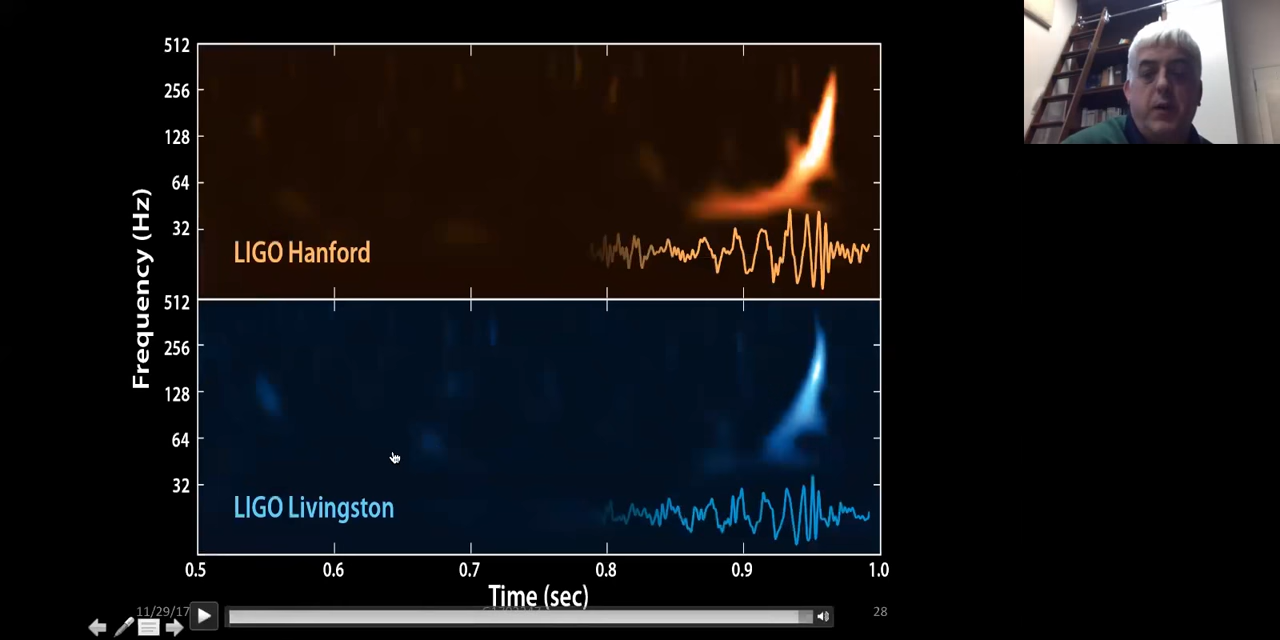 512
256
128
64
32
LIGO Hanford
Frequency (Hz)
512
256
128
64
32
LIGO Livingston
0.5 0.6 0.7 0.8 0.9 1.0
Time (sec)
11/29/17
28